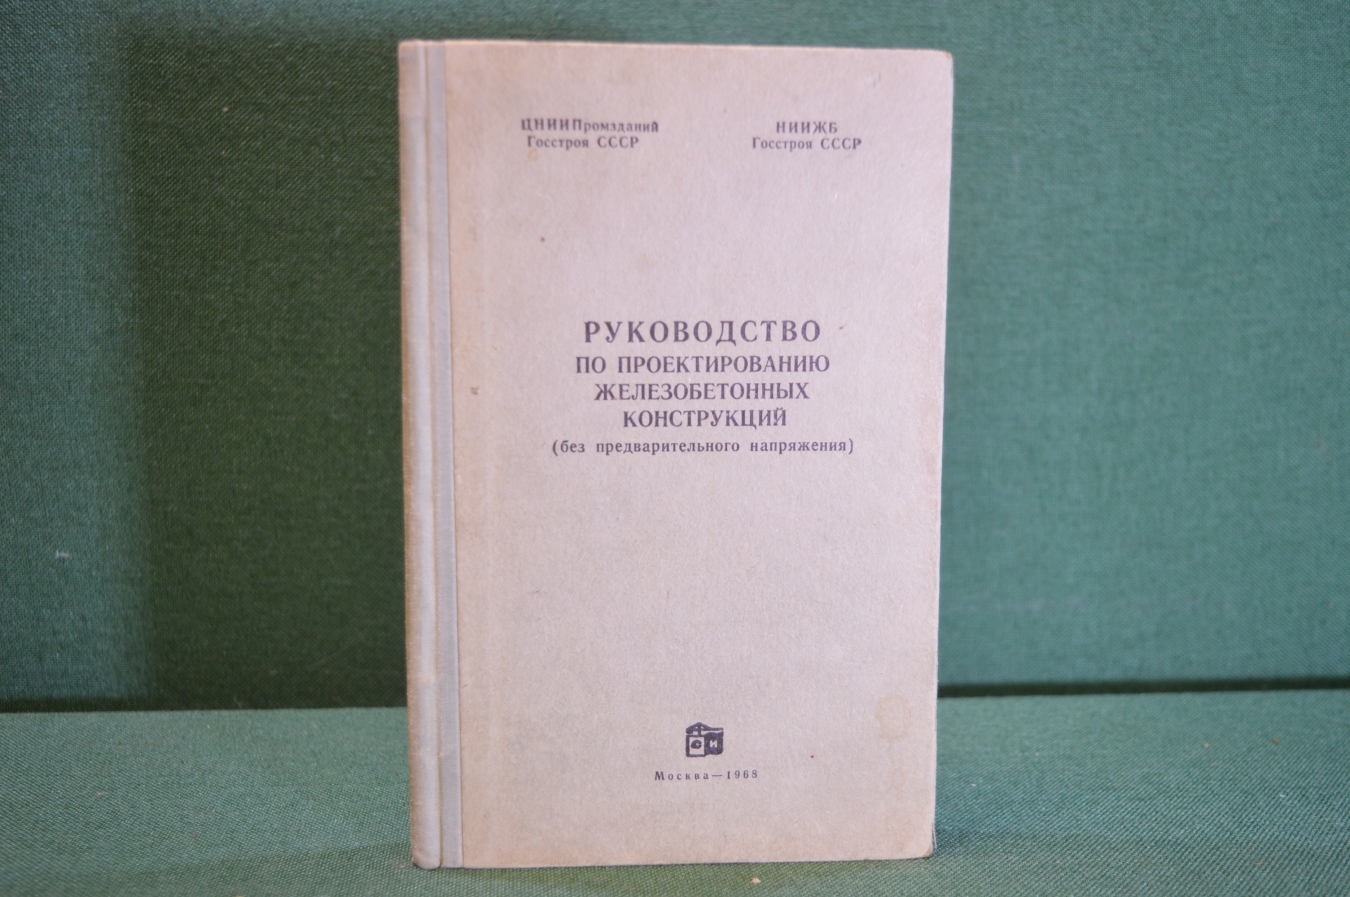 ЦНИИПромзданий
Госстроя СССР
НИИЖБ
Госстроя СССР
РУКОВОДСТВО
ПО ПРОЕКТИРОВАНИЮ
ЖЕЛЕЗОБЕТОННЫХ
КОНСТРУКЦИЙ
(без предварительного напряжения)
С И
Москва—1968